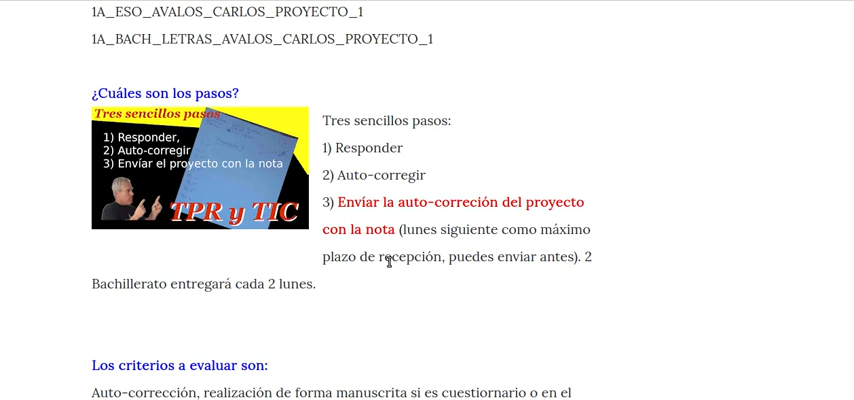 1A_ESO_AVALOS_CARLOS_PROYECTO_1
1A_BACH_LETRAS_AVALOS_CARLOS_PROYECTO_1
¿Cuáles son los pasos?
Tres sencillos pasos
1) Responder,
2) Auto-corregir
3) Envíar el proyecto con la nota
TPR y TIC
Tres sencillos pasos:
1) Responder
2) Auto-corregir
3) Envíar la auto-correción del proyecto
con la nota (lunes siguiente como máximo
plazo de recepción, puedes enviar antes). 2
Bachillerato entregará cada 2 lunes.
Los criterios a evaluar son:
Auto-corrección, realización de forma manuscrita si es cuestiornario o en el